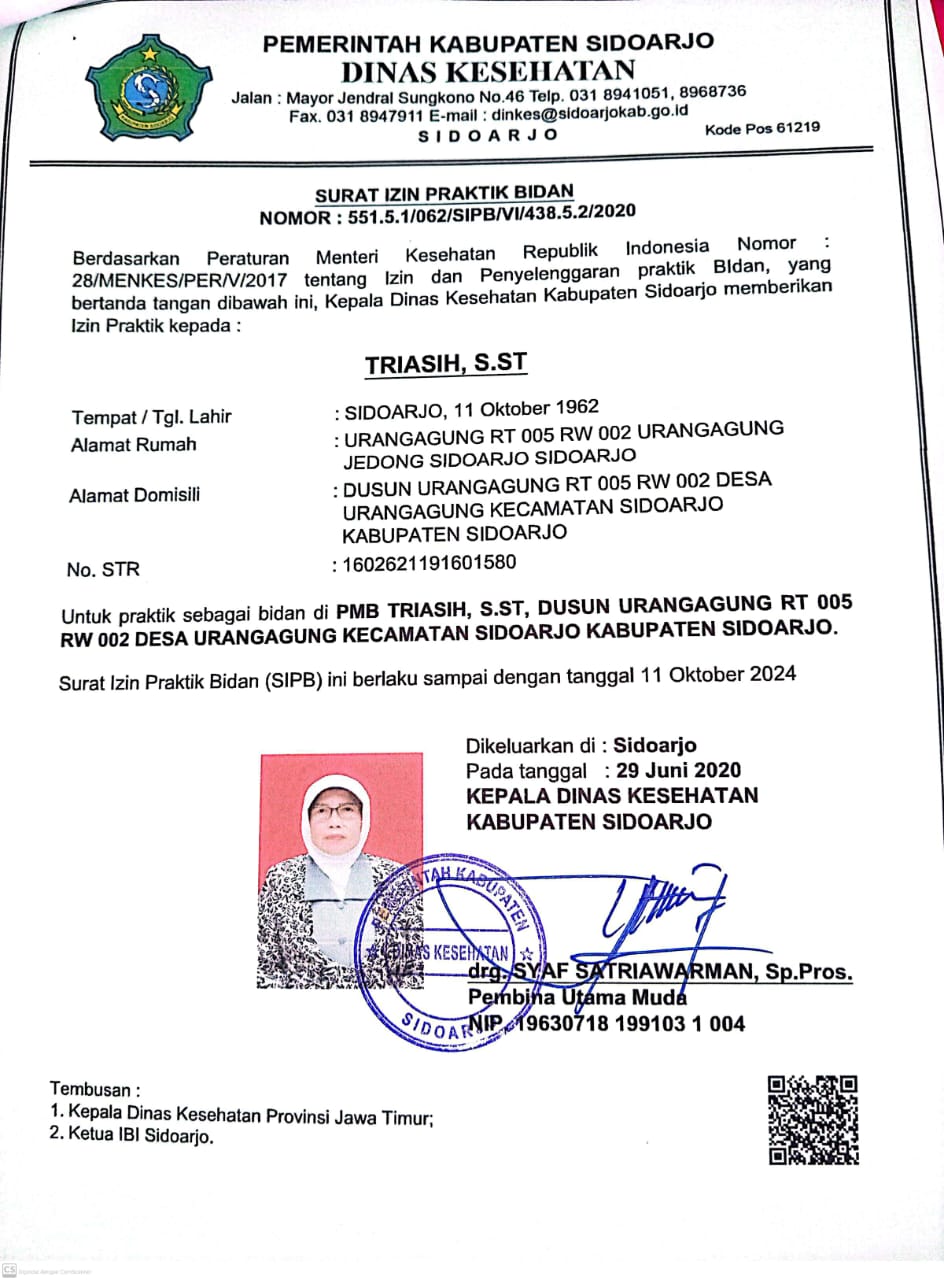 PEMERINTAH KABUPATEN SIDOARJO
DINAS KESEHATAN
Jalan : Mayor Jendral Sungkono No.46 Telp. 031 8941051, 8968736
Fax. 031 8947911 E-mail : dinkes@sidoarjokab.go.id
SIDOARJO
Kode Pos 61219
SURAT IZIN PRAKTIK BIDAN
NOMOR : 551.5.1/062/SIPB/VI/438.5.2/2020
Berdasarkan Peraturan Menteri Kesehatan Republik Indonesia Nomor :
28/MENKES/PER/V/2017 tentang Izin dan Penyelenggaran praktik BIdan, yang
bertanda tangan dibawah ini, Kepala Dinas Kesehatan Kabupaten Sidoarjo memberikan
Izin Praktik kepada :
TRIASIH, S.ST
Tempat / Tgl. Lahir : SIDOARJO, 11 Oktober 1962
Alamat Rumah : URANGAGUNG RT 005 RW 002 URANGAGUNG
JEDONG SIDOARJO SIDOARJO
Alamat Domisili : DUSUN URANGAGUNG RT 005 RW 002 DESA
URANGAGUNG KECAMATAN SIDOARJO
KABUPATEN SIDOARJO
No. STR : 1602621191601580
Untuk praktik sebagai bidan di PMB TRIASIH, S.ST, DUSUN URANGAGUNG RT 005
RW 002 DESA URANGAGUNG KECAMATAN SIDOARJO KABUPATEN SIDOARJO.
Surat Izin Praktik Bidan (SIPB) ini berlaku sampai dengan tanggal 11 Oktober 2024
Dikeluarkan di : Sidoarjo
Pada tanggal : 29 Juni 2020
KEPALA DINAS KESEHATAN
KABUPATEN SIDOARJO
PEMERINTAH KABUPATEN
DINAS KESEHATAN
SIDOARJO
drg. SYAF SATRIAWARMAN, Sp.Pros.
Pembina Utama Muda
NIP. 19630718 199103 1 004
Tembusan :
1. Kepala Dinas Kesehatan Provinsi Jawa Timur;
2. Ketua IBI Sidoarjo.
CS